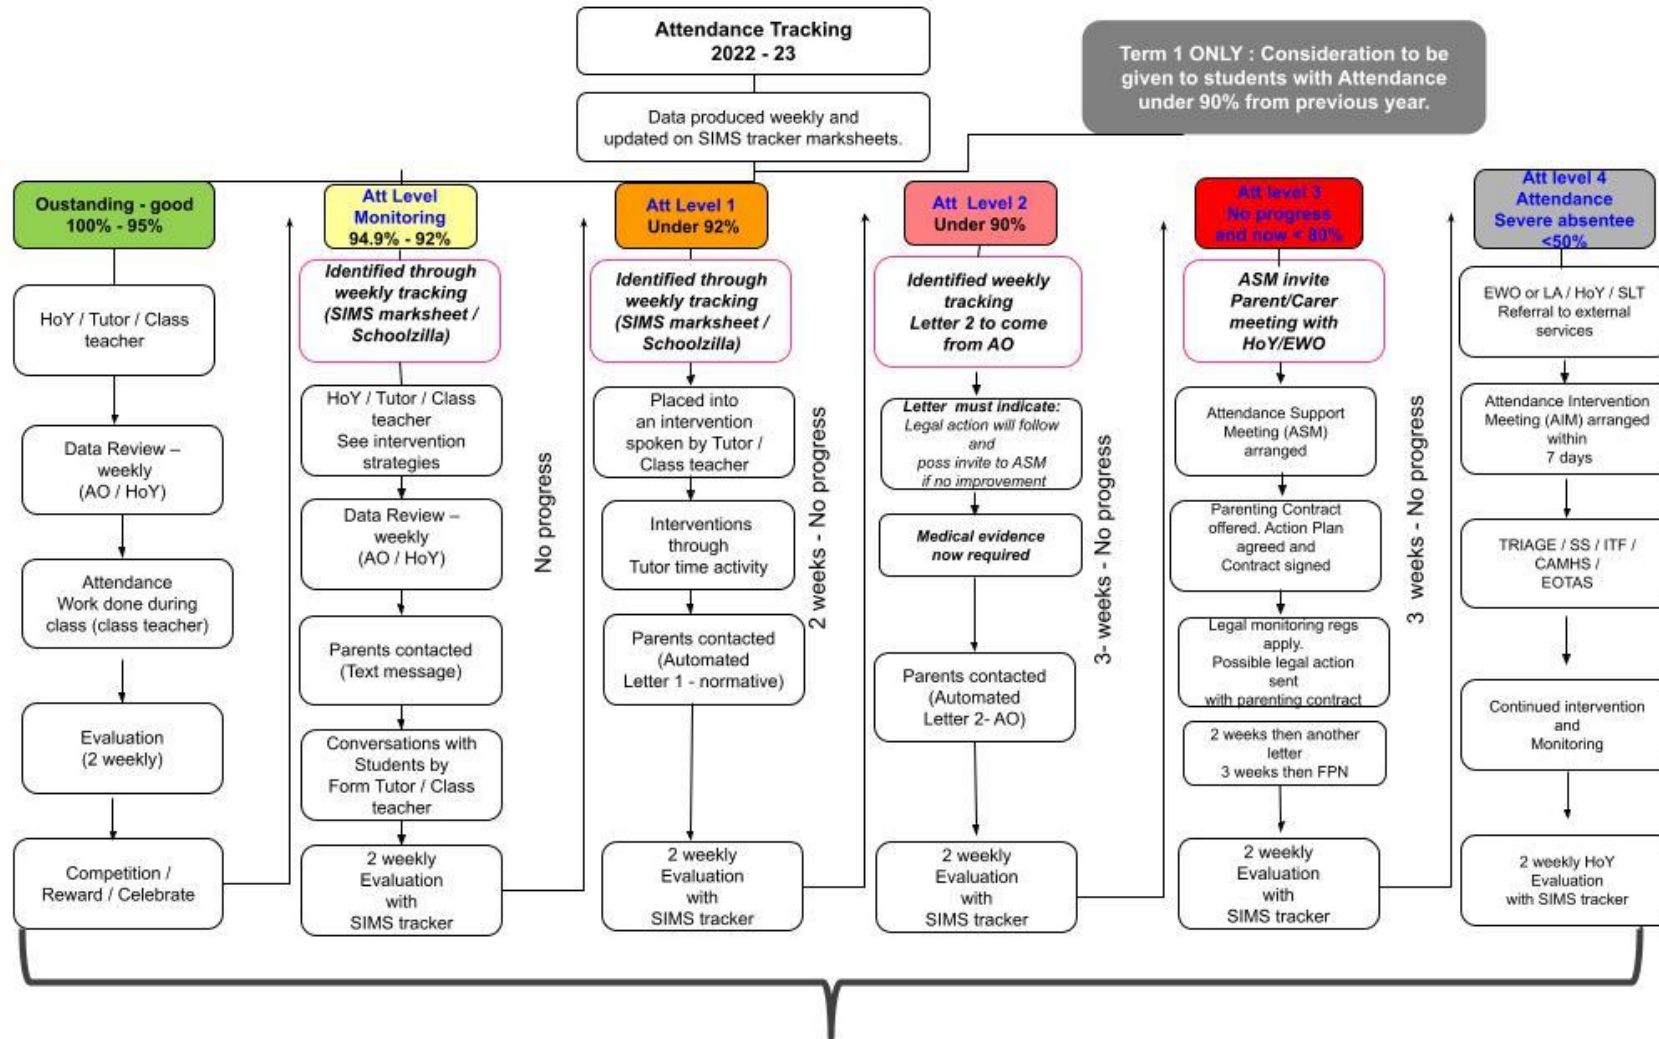 Attendance Tracking
2022 - 23
Term 1 ONLY : Consideration to be
given to students with Attendance
under 90% from previous year.
Data produced weekly and
updated on SIMS tracker marksheets.
Oustanding - good
100% - 95%
HoY / Tutor / Class
teacher
Data Review –
weekly
(AO / HoY)
Attendance
Work done during
class (class teacher)
Evaluation
(2 weekly)
Competition /
Reward / Celebrate
Att Level
Monitoring
94.9% - 92%
Identified through
weekly tracking
(SIMS marksheet /
Schoolzilla)
HoY / Tutor / Class
teacher
See intervention
strategies
Data Review –
weekly
(AO / HoY)
Parents contacted
(Text message)
Conversations with
Students by
Form Tutor / Class
teacher
2 weekly
Evaluation
with
SIMS tracker
No progress
Att Level 1
Under 92%
Identified through
weekly tracking
(SIMS marksheet /
Schoolzilla)
Placed into
an intervention
spoken by Tutor /
Class teacher
Interventions
through
Tutor time activity
Parents contacted
(Automated
Letter 1 - normative)
2 weekly
Evaluation
with
SIMS tracker
2 weeks - No progress
Att Level 2
Under 90%
Identified weekly
tracking
Letter 2 to come
from AO
Letter must indicate:
Legal action will follow
and
poss invite to ASM
if no improvement
Medical evidence
now required
Parents contacted
(Automated
Letter 2- AO)
2 weekly
Evaluation
with
SIMS tracker
3- weeks - No progress
Att level 3
No progress
and now < 80%
ASM invite
Parent/Carer
meeting with
HoY/EWO
Attendance Support
Meeting (ASM)
arranged
Parenting Contract
offered. Action Plan
agreed and
Contract signed
Legal monitoring regs
apply.
Possible legal action
sent
with parenting contract
2 weeks then another
letter
3 weeks then FPN
2 weekly
Evaluation
with
SIMS tracker
3 weeks - No progress
Att level 4
Attendance
Severe absentee
<50%
EWO or LA / HoY / SLT
Referral to external
services
Attendance Intervention
Meeting (AIM) arranged
within
7 days
TRIAGE / SS / ITF /
CAMHS /
EOTAS
Continued intervention
and
Monitoring
2 weekly HoY
Evaluation
with SIMS tracker